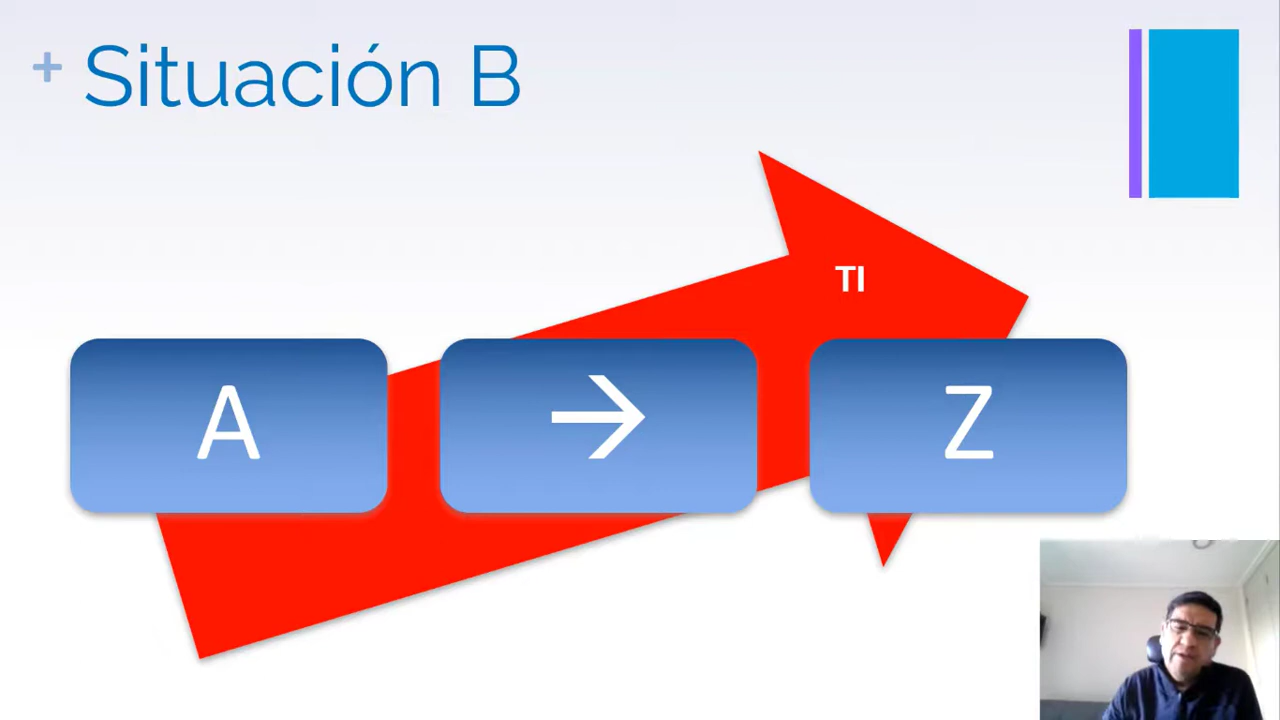 + Situación B
TI
A → Z